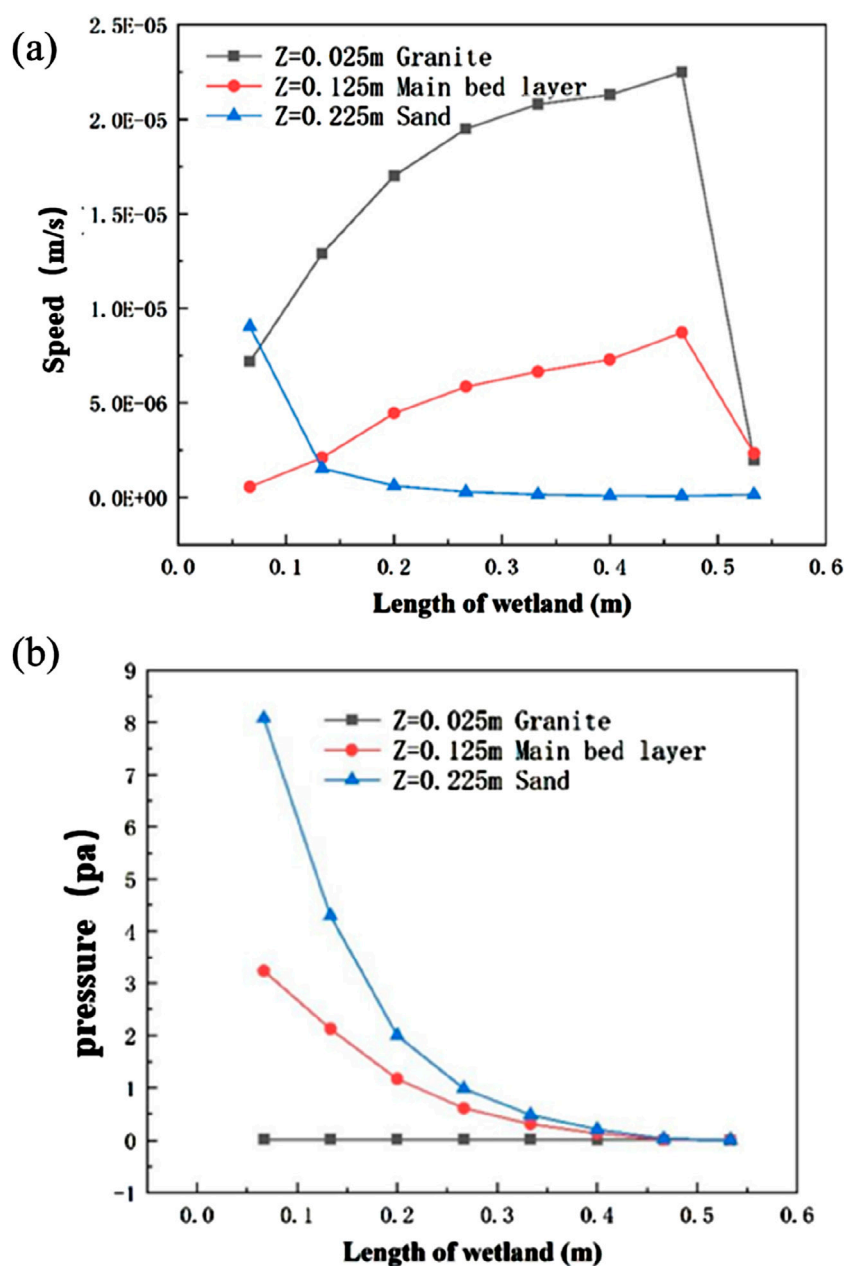 (a)
2.5E-05
2.0E-05
1.5E-05
1.0E-05
5.0E-06
0.0E+00
Speed (m/s)
Z=0.025m Granite
Z=0.125m Main bed layer
Z=0.225m Sand
0.0 0.1 0.2 0.3 0.4 0.5 0.6
Length of wetland (m)
(b)
9
8
7
6
5
4
3
2
1
0
-1
pressure (pa)
Z=0.025m Granite
Z=0.125m Main bed layer
Z=0.225m Sand
0.0 0.1 0.2 0.3 0.4 0.5 0.6
Length of wetland (m)